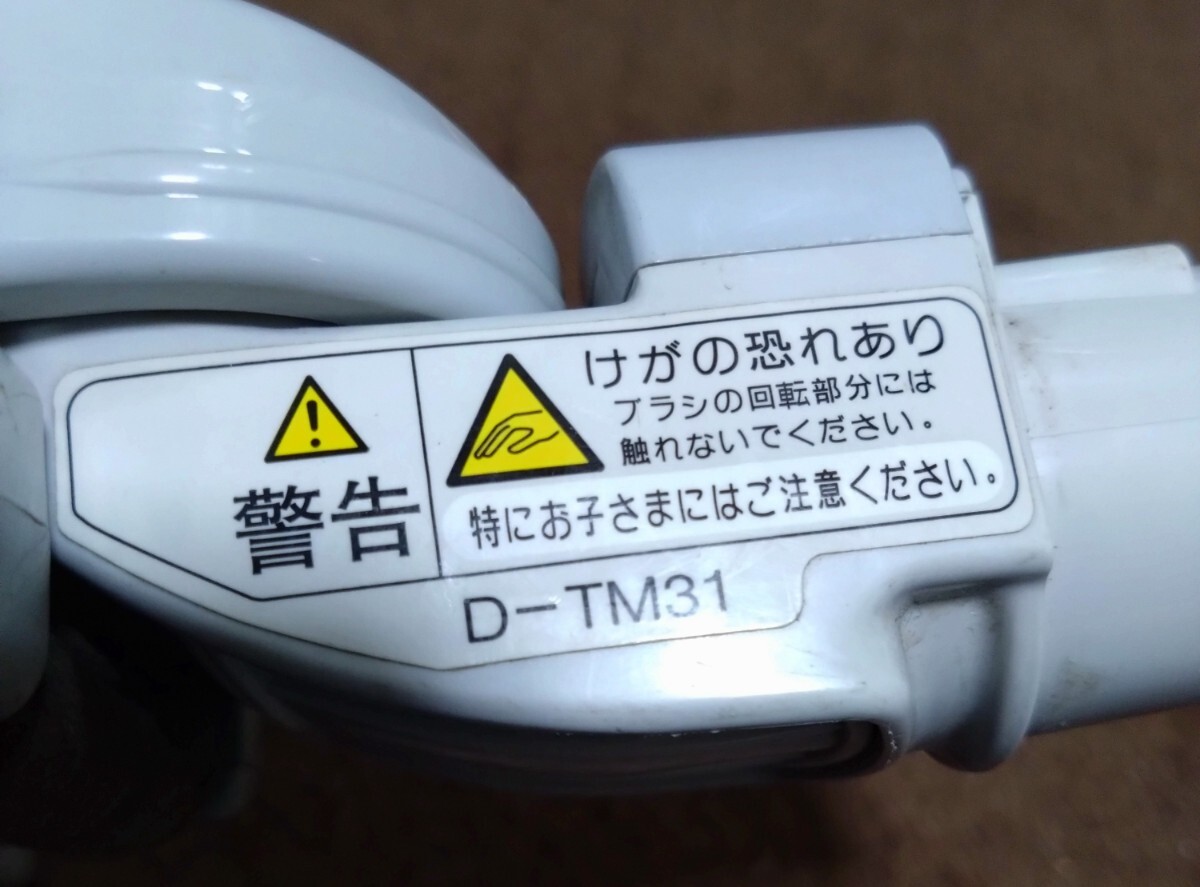 警告
けがの恐れあり
ブラシの回転部分には
触れないでください。
特にお子さまにはご注意ください。
D-TM31